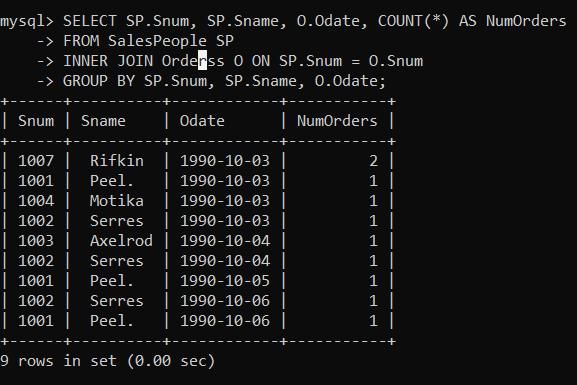 mysql> SELECT SP.Snum, SP.Sname, O.Odate, COUNT(*) AS NumOrders
    -> FROM SalesPeople SP
    -> INNER JOIN Orderss O ON SP.Snum = O.Snum
    -> GROUP BY SP.Snum, SP.Sname, O.Odate;
+------+----------+------------+-----------+
| Snum | Sname    | Odate      | NumOrders |
+------+----------+------------+-----------+
| 1007 |  Rifkin  | 1990-10-03 |         2 |
| 1001 |  Peel.   | 1990-10-03 |         1 |
| 1004 |  Motika  | 1990-10-03 |         1 |
| 1002 |  Serres  | 1990-10-03 |         1 |
| 1003 |  Axelrod | 1990-10-04 |         1 |
| 1002 |  Serres  | 1990-10-04 |         1 |
| 1001 |  Peel.   | 1990-10-05 |         1 |
| 1002 |  Serres  | 1990-10-06 |         1 |
| 1001 |  Peel.   | 1990-10-06 |         1 |
+------+----------+------------+-----------+
9 rows in set (0.00 sec)